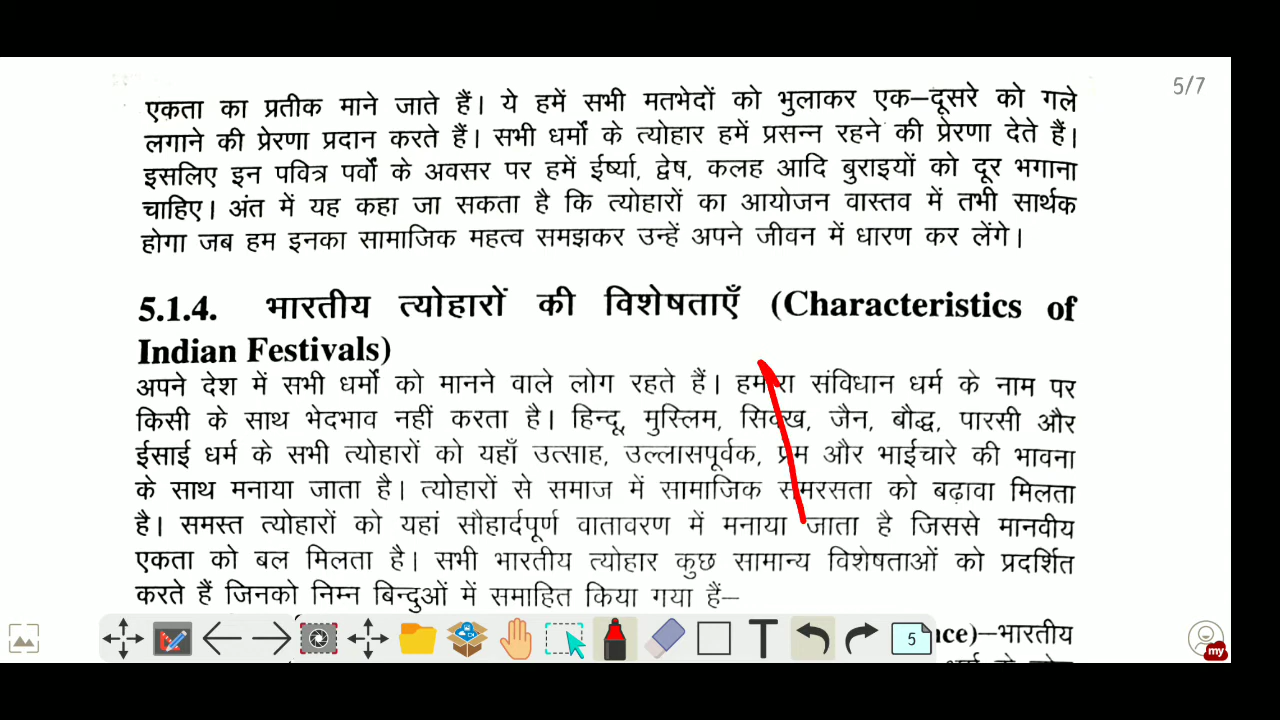 5/7
एकता का प्रतीक माने जाते हैं। ये हमें सभी मतभेदों को भुलाकर एक–दूसरे को गले
लगाने की प्रेरणा प्रदान करते हैं। सभी धर्मों के त्योहार हमें प्रसन्न रहने की प्रेरणा देते हैं।
इसलिए इन पवित्र पर्वों के अवसर पर हमें ईर्ष्या, द्वेष, कलह आदि बुराइयों को दूर भगाना
चाहिए। अंत में यह कहा जा सकता है कि त्योहारों का आयोजन वास्तव में तभी सार्थक
होगा जब हम इनका सामाजिक महत्व समझकर उन्हें अपने जीवन में धारण कर लेंगे।
5.1.4. भारतीय त्योहारों की विशेषताएँ (Characteristics of
Indian Festivals)
अपने देश में सभी धर्मों को मानने वाले लोग रहते हैं। हमारा संविधान धर्म के नाम पर
किसी के साथ भेदभाव नहीं करता है। हिन्दू, मुस्लिम, सिक्ख, जैन, बौद्ध, पारसी और
ईसाई धर्म के सभी त्योहारों को यहाँ उत्साह, उल्लासपूर्वक, प्रेम और भाईचारे की भावना
के साथ मनाया जाता है। त्योहारों से समाज में सामाजिक समरसता को बढ़ावा मिलता
है। समस्त त्योहारों को यहां सौहार्दपूर्ण वातावरण में मनाया जाता है जिससे मानवीय
एकता को बल मिलता है। सभी भारतीय त्योहार कुछ सामान्य विशेषताओं को प्रदर्शित
करते हैं जिनको निम्न बिन्दुओं में समाहित किया गया हैं–
nce)–भारतीय
T 5
my